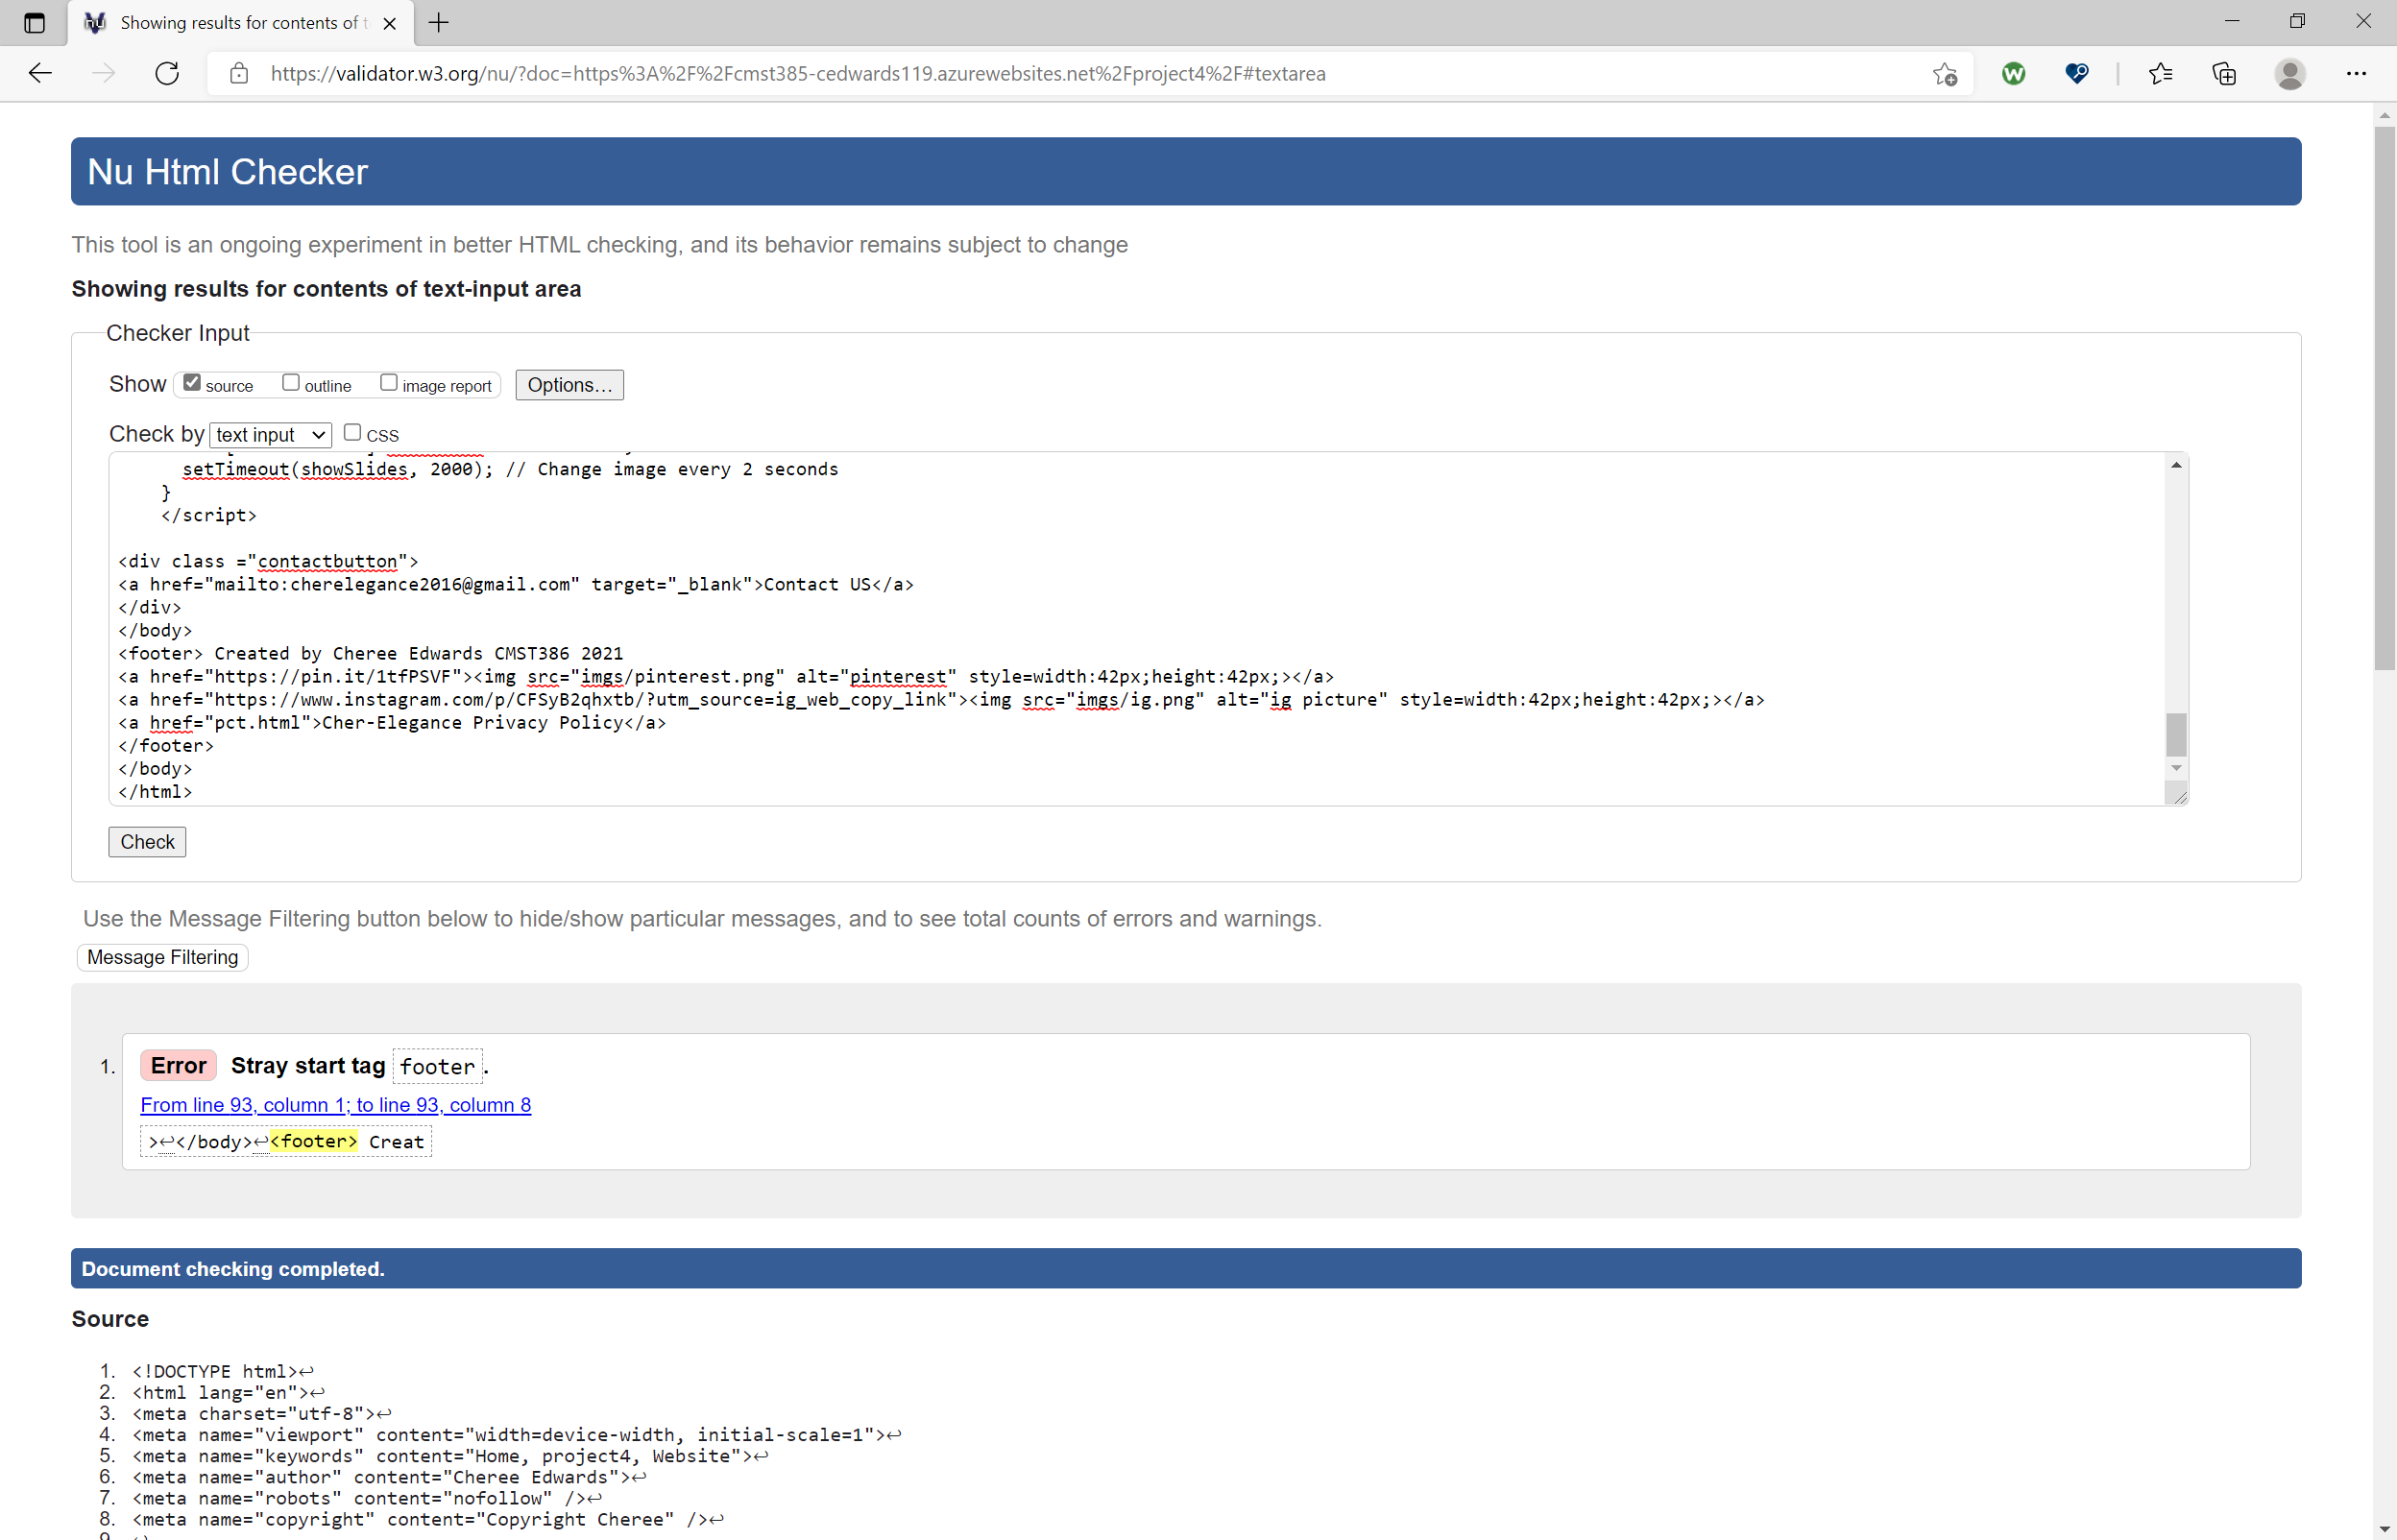 Showing results for contents of t
https://validator.w3.org/nu/?doc=https%3A%2F%2Fcmst385-cedwards119.azurewebsites.net%2Fproject4%2F#textarea
Nu Html Checker
This tool is an ongoing experiment in better HTML checking, and its behavior remains subject to change
Showing results for contents of text-input area
Checker Input
Show source outline image report Options...
Check by text input CSS
setTimeout(showSlides, 2000); // Change image every 2 seconds
}
</script>
<div class ="contactbutton">
<a href="mailto:cherelegance2016@gmail.com" target="_blank">Contact US</a>
</div>
</body>
<footer> Created by Cheree Edwards CMST386 2021
<a href="https://pin.it/1tfPSVF"><img src="imgs/pinterest.png" alt="pinterest" style=width:42px;height:42px;></a>
<a href="https://www.instagram.com/p/CFSyB2qhxtb/?utm_source=ig_web_copy_link"><img src="imgs/ig.png" alt="ig picture" style=width:42px;height:42px;></a>
<a href="pct.html">Cher-Elegance Privacy Policy</a>
</footer>
</body>
</html>
Check
Use the Message Filtering button below to hide/show particular messages, and to see total counts of errors and warnings.
Message Filtering
1. Error Stray start tag footer.
From line 93, column 1; to line 93, column 8
>↩</body>↩<footer> Creat
Document checking completed.
Source
1. <!DOCTYPE html>↩
2. <html lang="en">↩
3. <meta charset="utf-8">↩
4. <meta name="viewport" content="width=device-width, initial-scale=1">↩
5. <meta name="keywords" content="Home, project4, Website">↩
6. <meta name="author" content="Cheree Edwards">↩
7. <meta name="robots" content="nofollow" />↩
8. <meta name="copyright" content="Copyright Cheree" />↩